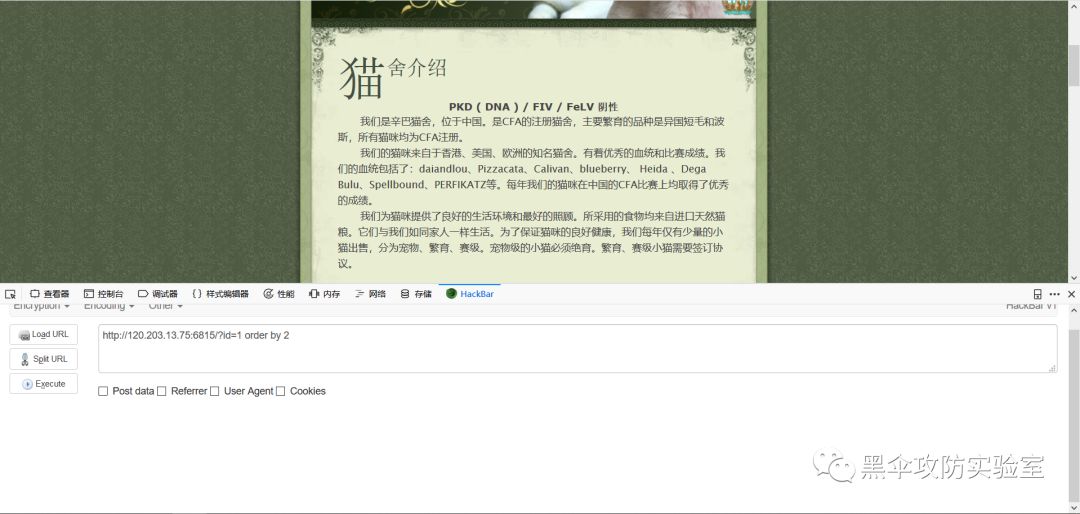 猫舍介绍
PKD ( DNA ) / FIV / FeLV 阴性
我们是辛巴猫舍，位于中国。是CFA的注册猫舍，主要繁育的品种是异国短毛和波
斯，所有猫咪均为CFA注册。
我们的猫咪来自于香港、美国、欧洲的知名猫舍。有着优秀的血统和比赛成绩。我
们的血统包括了：daiandlou、Pizzacata、Calivan、blueberry、 Heida 、Dega
Bulu、Spellbound、PERFIKATZ等。每年我们的猫咪在中国的CFA比赛上均取得了优秀
的成绩。
我们为猫咪提供了良好的生活环境和最好的照顾。所采用的食物均来自进口天然猫
粮。它们与我们如同家人一样生活。为了保证猫咪的良好健康，我们每年仅有少量的小
猫出售，分为宠物、繁育、赛级。宠物级的小猫必须绝育。繁育、赛级小猫需要签订协
议。
查看器 控制台 调试器 {} 样式编辑器 性能 内存 网络 存储 HackBar
Encryption Encoding Other HackBar V1
Load URL http://120.203.13.75:6815/?id=1 order by 2
Split URL
Execute
Post data Referrer User Agent Cookies
黑伞攻防实验室